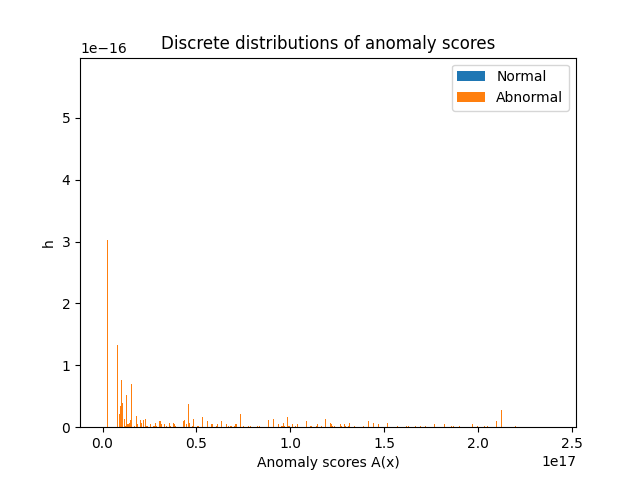 Discrete distributions of anomaly scores
1e−16
Normal
Abnormal
5
4
3
2
1
0
h
0.0 0.5 1.0 1.5 2.0 2.5
1e17
Anomaly scores A(x)